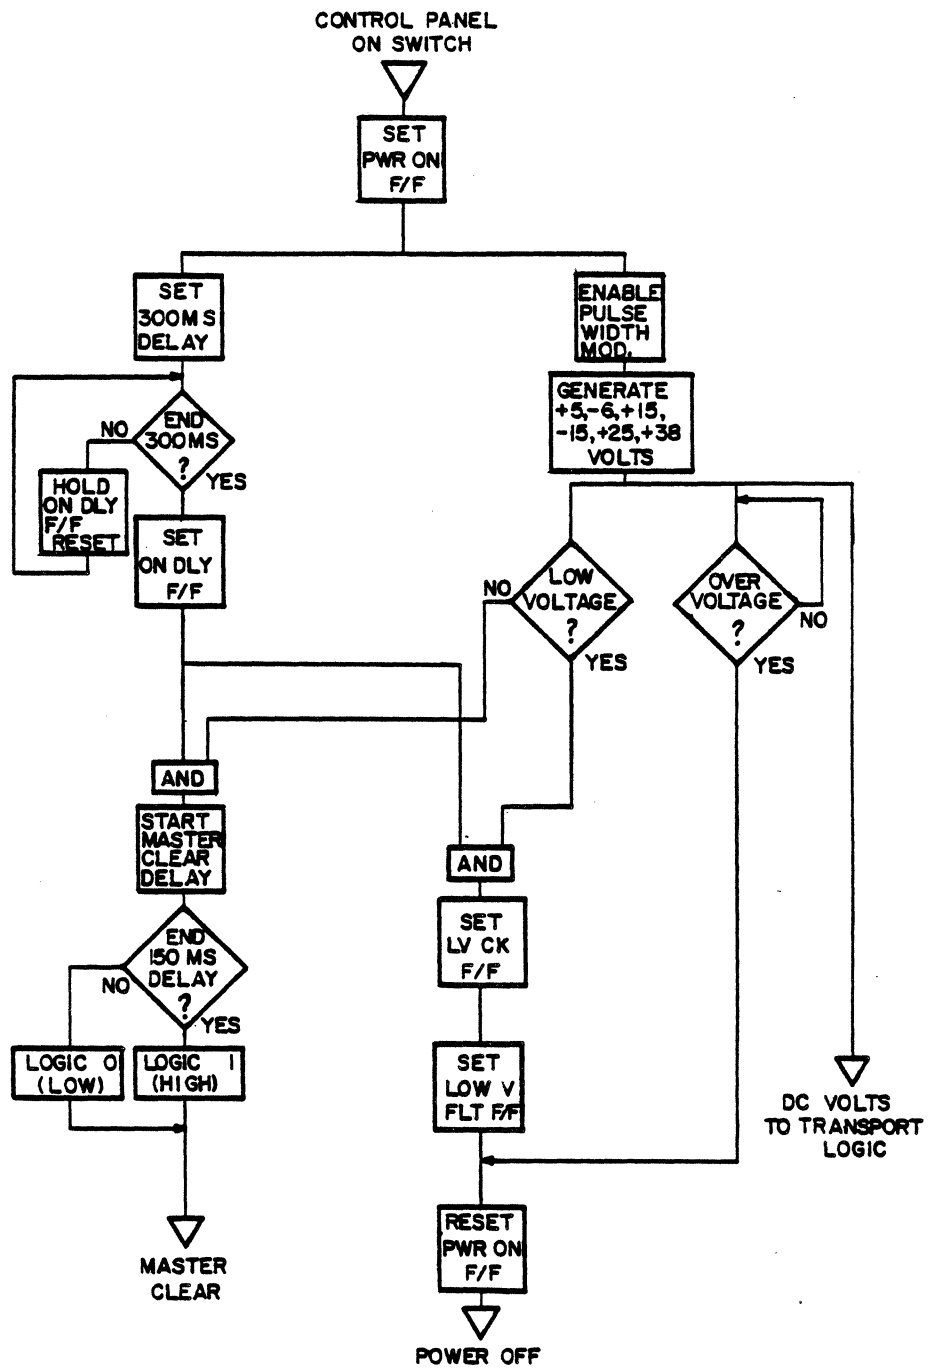 CONTROL PANEL
ON SWITCH
SET
PWR ON
F/F
SET
300MS
DELAY
ENABLE
PULSE
WIDTH
MOD.
GENERATE
+5,-6,+15,
-15,+25,+38
VOLTS
END
300MS
?
NO
YES
HOLD
ON DLY
F/F
RESET
SET
ON DLY
F/F
LOW
VOLTAGE
?
NO
YES
OVER
VOLTAGE
?
NO
YES
AND
START
MASTER
CLEAR
DELAY
AND
END
150 MS
DELAY
?
NO
YES
SET
LV CK
F/F
LOGIC 0
(LOW)
LOGIC 1
(HIGH)
SET
LOW V
FLT F/F
DC VOLTS
TO TRANSPORT
LOGIC
RESET
PWR ON
F/F
MASTER
CLEAR
POWER OFF